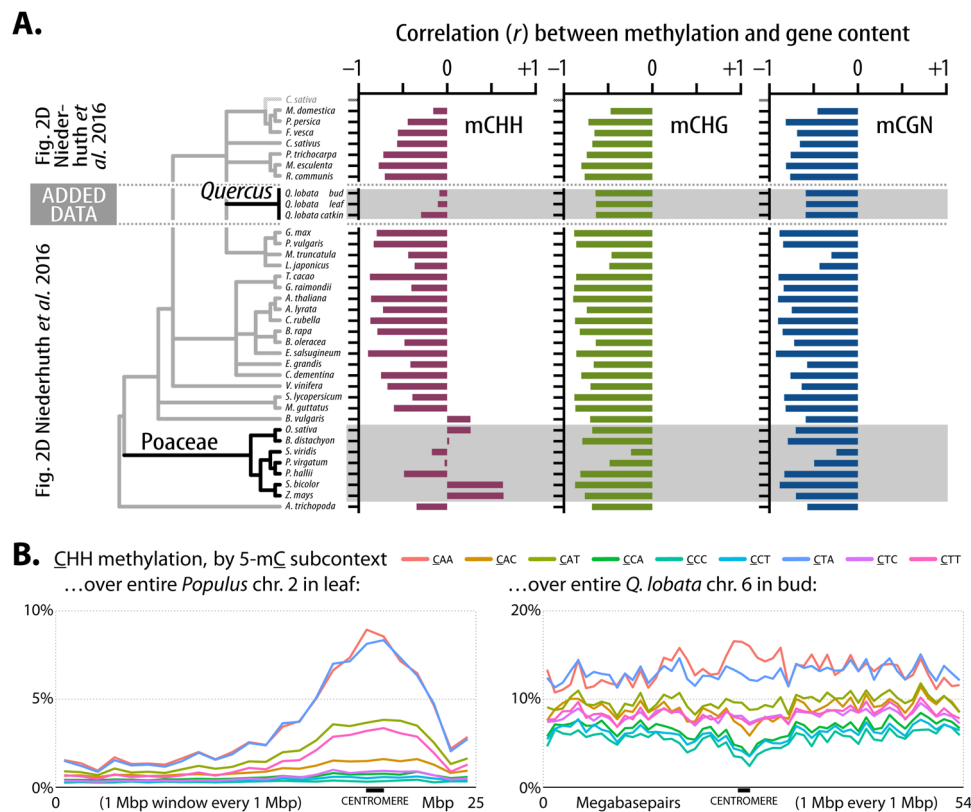 A.
Correlation (r) between methylation and gene content
−1 0 +1 −1 0 +1 −1 0 +1
mCHH mCHG mCGN
Fig. 2D
Nieder-
huth et
al. 2016
C. sativa
M. domestica
P. persica
F. vesca
C. sativus
P. trichocarpa
M. esculenta
R. communis
ADDED
DATA
Quercus
Q. lobata bud
Q. lobata leaf
Q. lobata catkin
Fig. 2D Niederhuth et al. 2016
G. max
P. vulgaris
M. truncatula
L. japonicus
T. cacao
G. raimondii
A. thaliana
A. lyrata
C. rubella
B. rapa
B. oleracea
E. salsugineum
E. grandis
C. clementina
V. vinifera
S. lycopersicum
M. guttatus
B. vulgaris
Poaceae
O. sativa
B. distachyon
S. viridis
P. virgatum
P. hallii
S. bicolor
Z. mays
A. trichopoda
B.
CHH methylation, by 5-mC subcontext
CAA CAC CAT CCA CCC CCT CTA CTC CTT
…over entire Populus chr. 2 in leaf:
10%
5%
0%
0 (1 Mbp window every 1 Mbp) CENTROMERE Mbp 25
…over entire Q. lobata chr. 6 in bud:
20%
10%
0%
0 Megabasepairs CENTROMERE (1 Mbp every 1 Mbp) 54